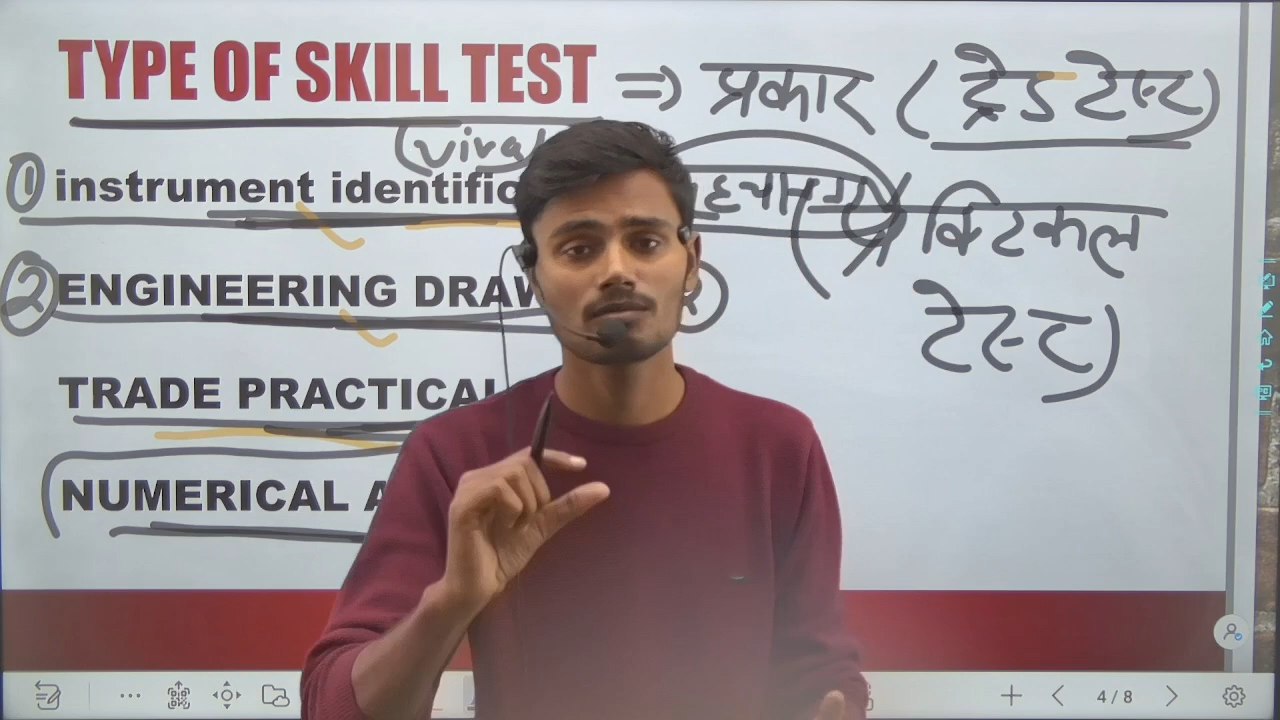 TYPE OF SKILL TEST ⇒ प्रकार (ट्रेड टेस्ट)
(viva
① instrument identific
(प्रेक्टिकल
② ENGINEERING DRAW
टेस्ट)
TRADE PRACTICAL
NUMERICAL A
4/8